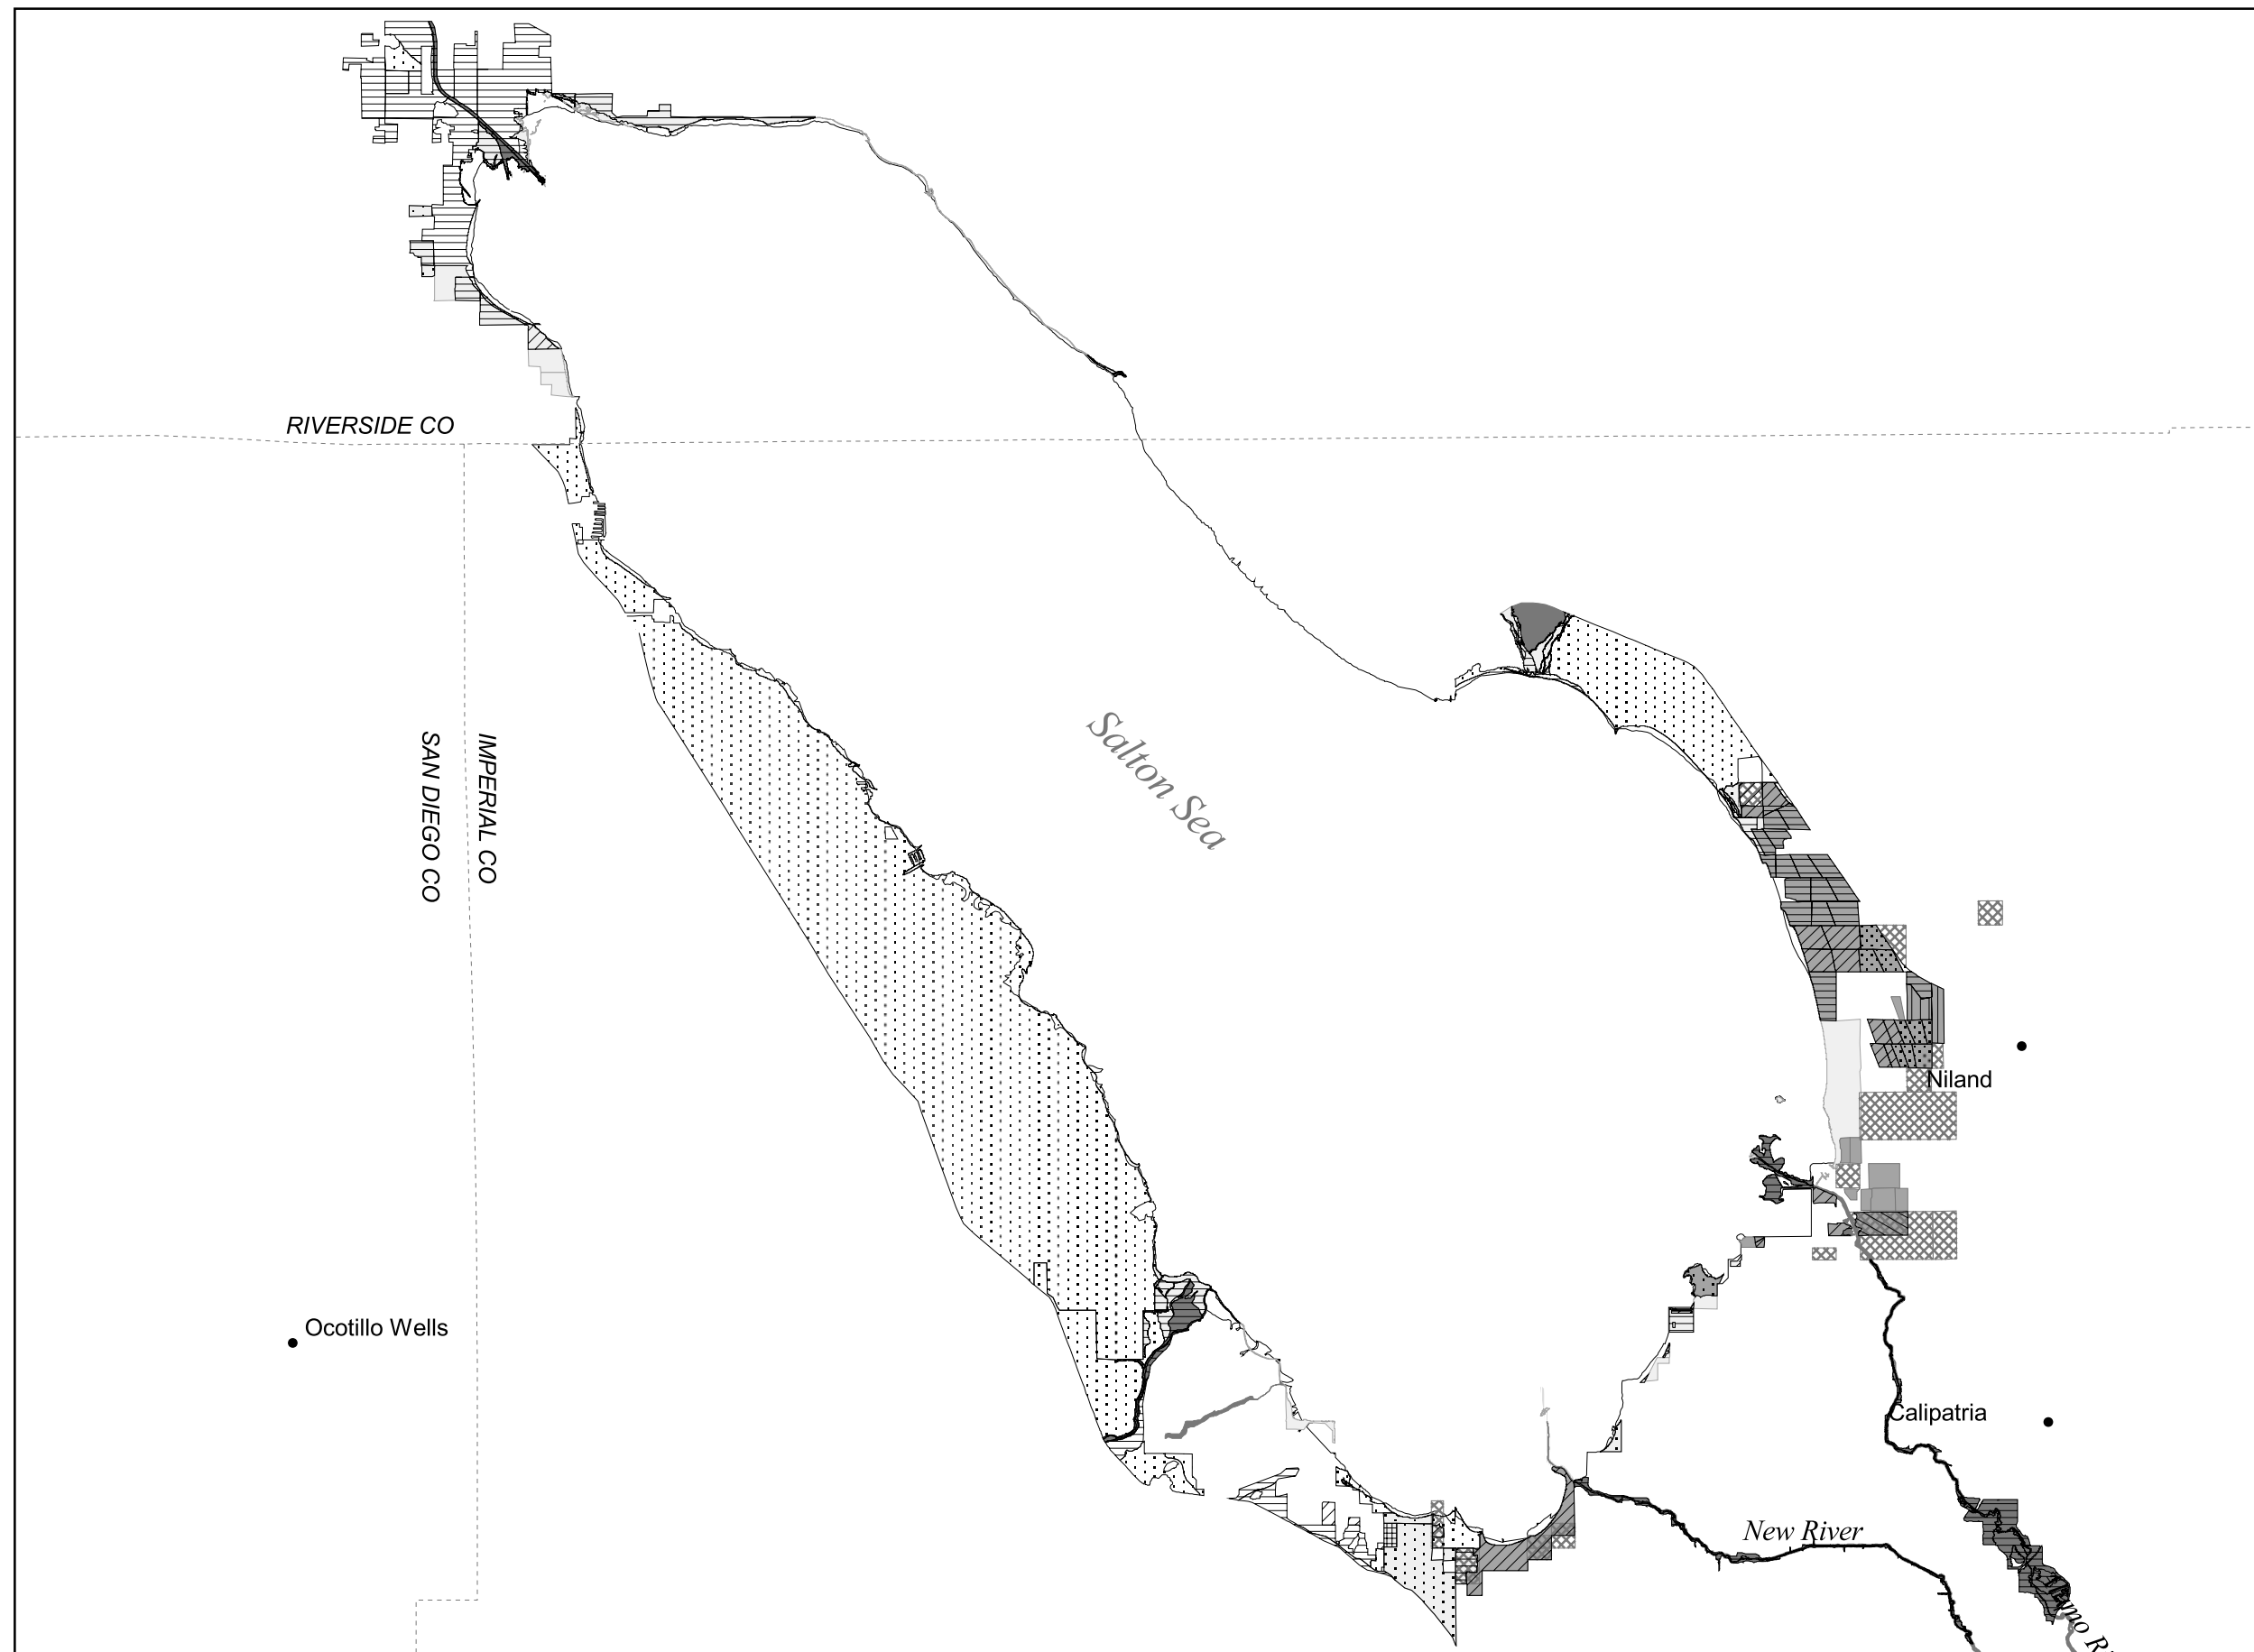 RIVERSIDE CO
Salton Sea
IMPERIAL CO
SAN DIEGO CO
Niland
Ocotillo Wells
Calipatria
New River